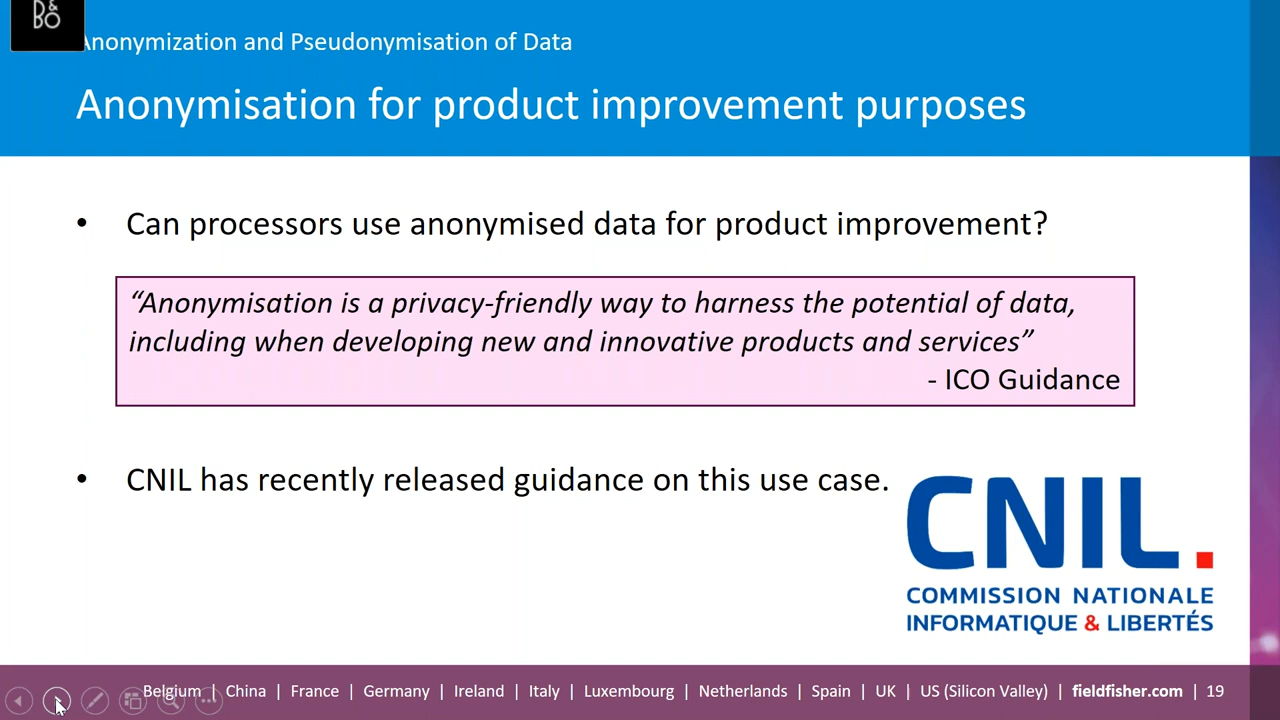 D&
BO
Anonymization and Pseudonymisation of Data
Anonymisation for product improvement purposes
• Can processors use anonymised data for product improvement?
“Anonymisation is a privacy-friendly way to harness the potential of data,
including when developing new and innovative products and services”
- ICO Guidance
• CNIL has recently released guidance on this use case.
CNIL.
COMMISSION NATIONALE
INFORMATIQUE & LIBERTÉS
Belgium | China | France | Germany | Ireland | Italy | Luxembourg | Netherlands | Spain | UK | US (Silicon Valley) | fieldfisher.com | 19